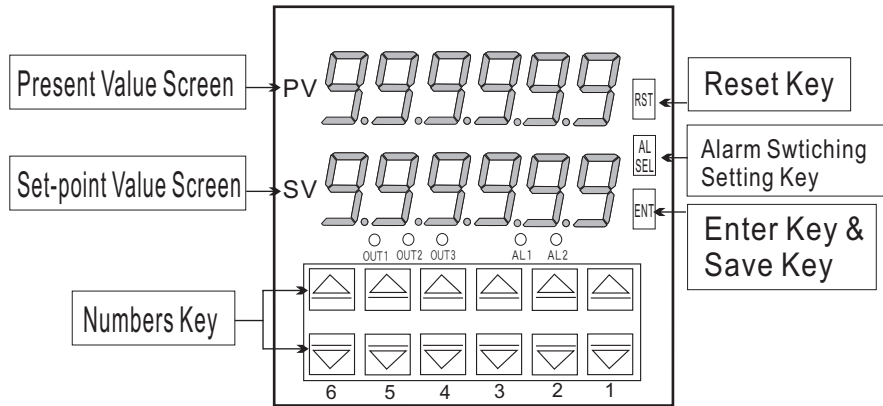 Present Value Screen
PV 9.9.9.9.9.9
RST
Reset Key
AL
SEL
Alarm Swtiching
Setting Key
Set-point Value Screen
SV 9.9.9.9.9.9
ENT
Enter Key &
Save Key
OUT1 OUT2 OUT3 AL1 AL2
Numbers Key
6 5 4 3 2 1